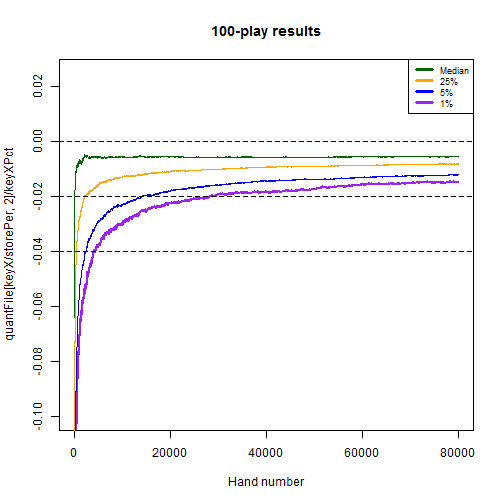 100-play results
Median
25%
5%
1%
quantFile[keyX/storePer, 2]/keyXPct
0.02
0.00
-0.02
-0.04
-0.06
-0.08
-0.10
0 20000 40000 60000 80000
Hand number